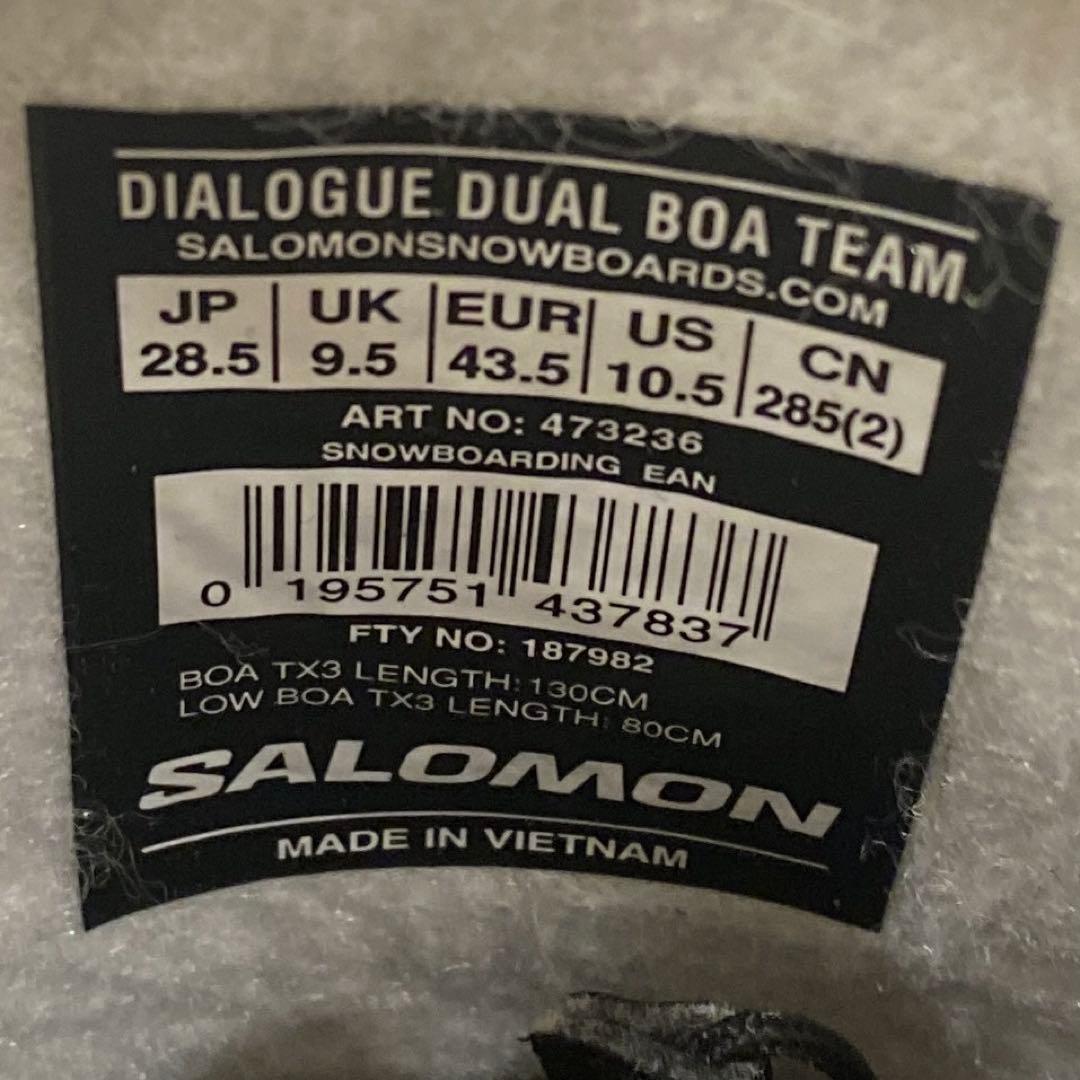 DIALOGUE DUAL BOA TEAM
SALOMONSNOWBOARDS.COM
JP UK EUR US CN
28.5 9.5 43.5 10.5 285(2)
ART NO: 473236
SNOWBOARDING EAN
0 195751 437837
FTY NO: 187982
BOA TX3 LENGTH: 130CM
LOW BOA TX3 LENGTH: 80CM
SALOMON
MADE IN VIETNAM